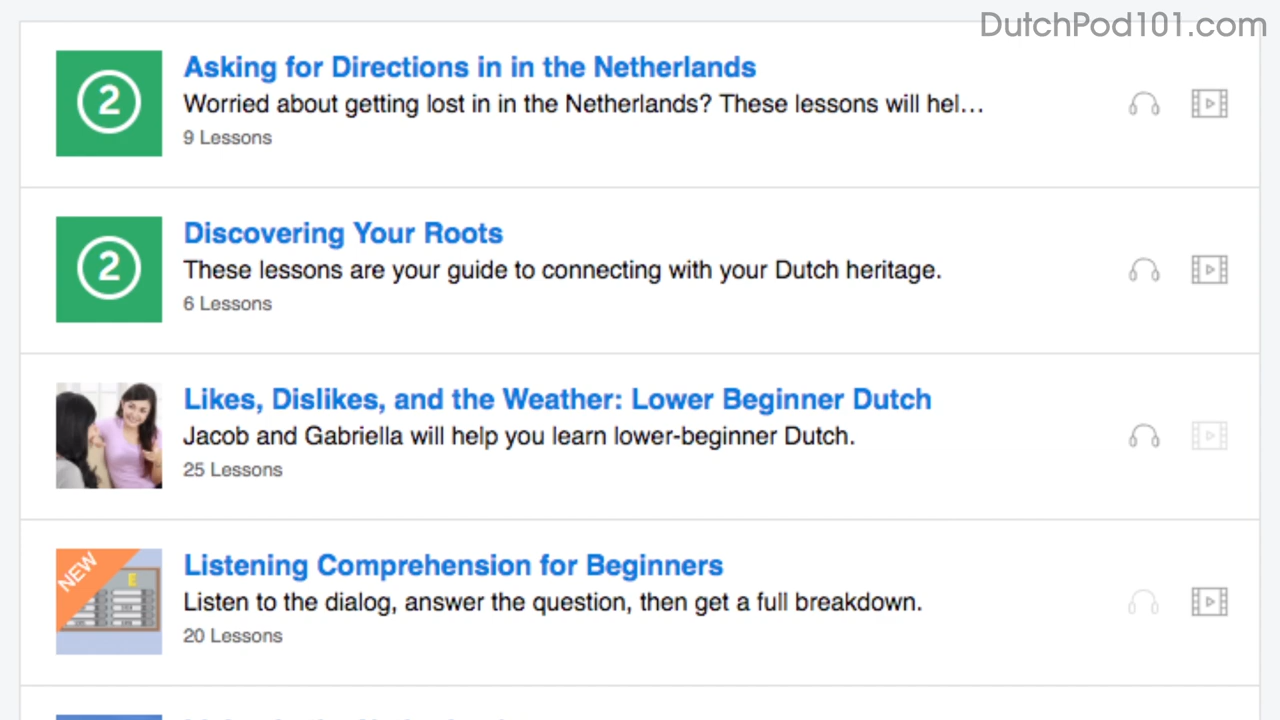 DutchPod101.com
2
Asking for Directions in in the Netherlands
Worried about getting lost in in the Netherlands? These lessons will hel...
9 Lessons
2
Discovering Your Roots
These lessons are your guide to connecting with your Dutch heritage.
6 Lessons
Likes, Dislikes, and the Weather: Lower Beginner Dutch
Jacob and Gabriella will help you learn lower-beginner Dutch.
25 Lessons
NEW
Listening Comprehension for Beginners
Listen to the dialog, answer the question, then get a full breakdown.
20 Lessons